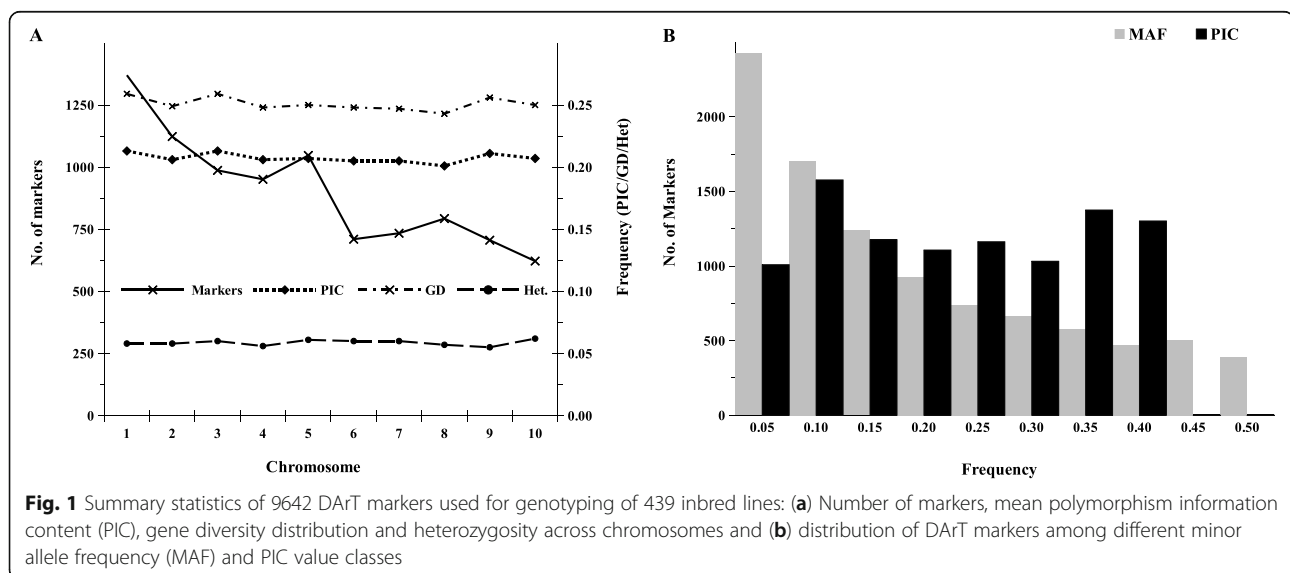 A
No. of markers
1250
1000
750
500
250
0
Markers PIC GD Het.
0.25
0.20
0.15
0.10
0.05
0.00
Frequency (PIC/GD/Het)
1 2 3 4 5 6 7 8 9 10
Chromosome
B
MAF PIC
No. of Markers
2000
1500
1000
500
0
0.05 0.10 0.15 0.20 0.25 0.30 0.35 0.40 0.45 0.50
Frequency
Fig. 1 Summary statistics of 9642 DArT markers used for genotyping of 439 inbred lines: (a) Number of markers, mean polymorphism information
content (PIC), gene diversity distribution and heterozygosity across chromosomes and (b) distribution of DArT markers among different minor
allele frequency (MAF) and PIC value classes